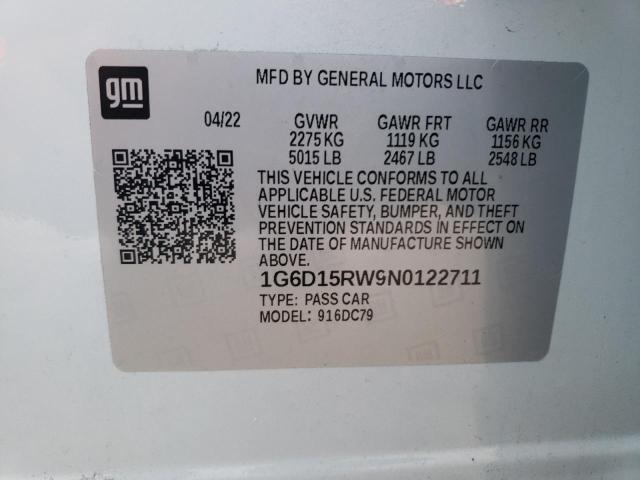 gm
MFD BY GENERAL MOTORS LLC
04/22 GVWR GAWR FRT GAWR RR
2275 KG 1119 KG 1156 KG
5015 LB 2467 LB 2548 LB
THIS VEHICLE CONFORMS TO ALL
APPLICABLE U.S. FEDERAL MOTOR
VEHICLE SAFETY, BUMPER, AND THEFT
PREVENTION STANDARDS IN EFFECT ON
THE DATE OF MANUFACTURE SHOWN
ABOVE.
1G6D15RW9N0122711
TYPE: PASS CAR
MODEL: 916DC79